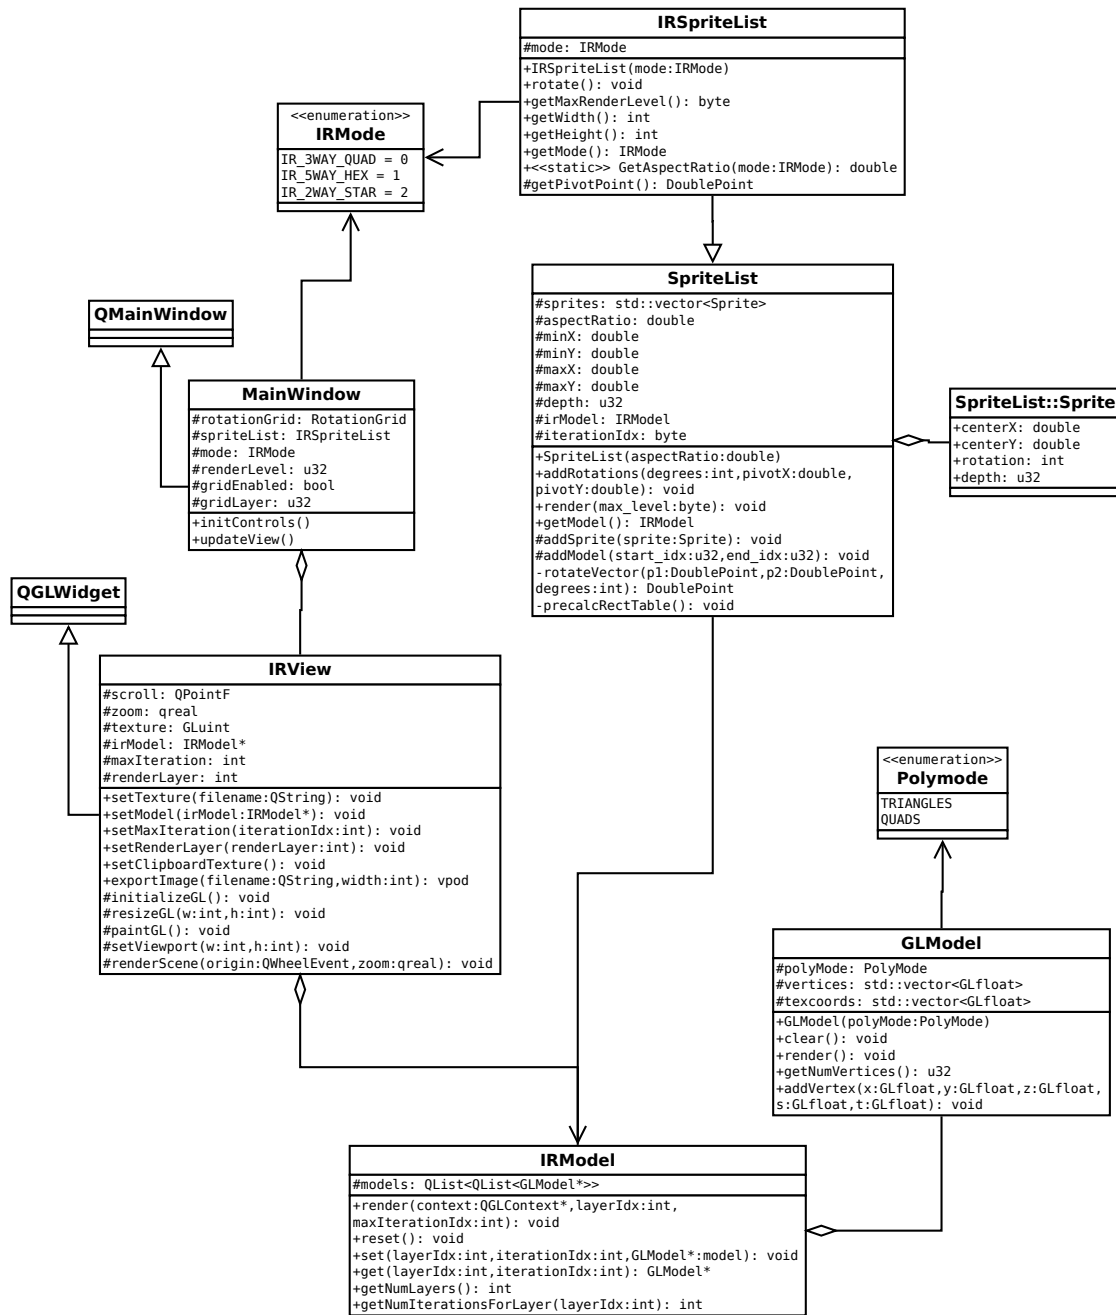 IRSpriteList
#mode: IRMode
+IRSpriteList(mode:IRMode)
+rotate(): void
+getMaxRenderLevel(): byte
+getWidth(): int
+getHeight(): int
+getMode(): IRMode
+<<static>> GetAspectRatio(mode:IRMode): double
#getPivotPoint(): DoublePoint
<<enumeration>>
IRMode
IR_3WAY_QUAD = 0
IR_5WAY_HEX = 1
IR_2WAY_STAR = 2
SpriteList
#sprites: std::vector<Sprite>
#aspectRatio: double
#minX: double
#minY: double
#maxX: double
#maxY: double
#depth: u32
#irModel: IRModel
#iterationIdx: byte
+SpriteList(aspectRatio:double)
+addRotations(degrees:int,pivotX:double,
pivotY:double): void
+render(max_level:byte): void
+getModel(): IRModel
#addSprite(sprite:Sprite): void
#addModel(start_idx:u32,end_idx:u32): void
-rotateVector(p1:DoublePoint,p2:DoublePoint,
degrees:int): DoublePoint
-precalcRectTable(): void
SpriteList::Sprite
+centerX: double
+centerY: double
+rotation: int
+depth: u32
QMainWindow
MainWindow
#rotationGrid: RotationGrid
#spriteList: IRSpriteList
#mode: IRMode
#renderLevel: u32
#gridEnabled: bool
#gridLayer: u32
+initControls()
+updateView()
QGLWidget
IRView
#scroll: QPointF
#zoom: qreal
#texture: GLuint
#irModel: IRModel*
#maxIteration: int
#renderLayer: int
+setTexture(filename:QString): void
+setModel(irModel:IRModel*): void
+setMaxIteration(iterationIdx:int): void
+setRenderLayer(renderLayer:int): void
+setClipboardTexture(): void
+exportImage(filename:QString,width:int): vpod
#initializeGL(): void
#resizeGL(w:int,h:int): void
#paintGL(): void
#setViewport(w:int,h:int): void
#renderScene(origin:QWheelEvent,zoom:qreal): void
<<enumeration>>
Polymode
TRIANGLES
QUADS
GLModel
#polyMode: PolyMode
#vertices: std::vector<GLfloat>
#texcoords: std::vector<GLfloat>
+GLModel(polyMode:PolyMode)
+clear(): void
+render(): void
+getNumVertices(): u32
+addVertex(x:GLfloat,y:GLfloat,z:GLfloat,
s:GLfloat,t:GLfloat): void
IRModel
#models: QList<QList<GLModel*>>
+render(context:QGLContext*,layerIdx:int,
maxIterationIdx:int): void
+reset(): void
+set(layerIdx:int,iterationIdx:int,GLModel*:model): void
+get(layerIdx:int,iterationIdx:int): GLModel*
+getNumLayers(): int
+getNumIterationsForLayer(layerIdx:int): int